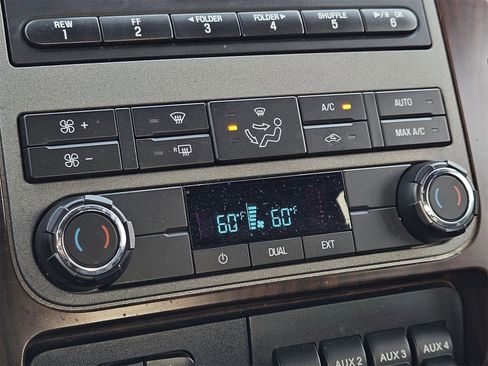 REW FF ◄ FOLDER FOLDER ► SHUFFLE ►/II OK
1 2 3 4 5 6
A/C AUTO
R MAX A/C
60°F 60°F
DUAL EXT
AUX 2 AUX 3 AUX 4